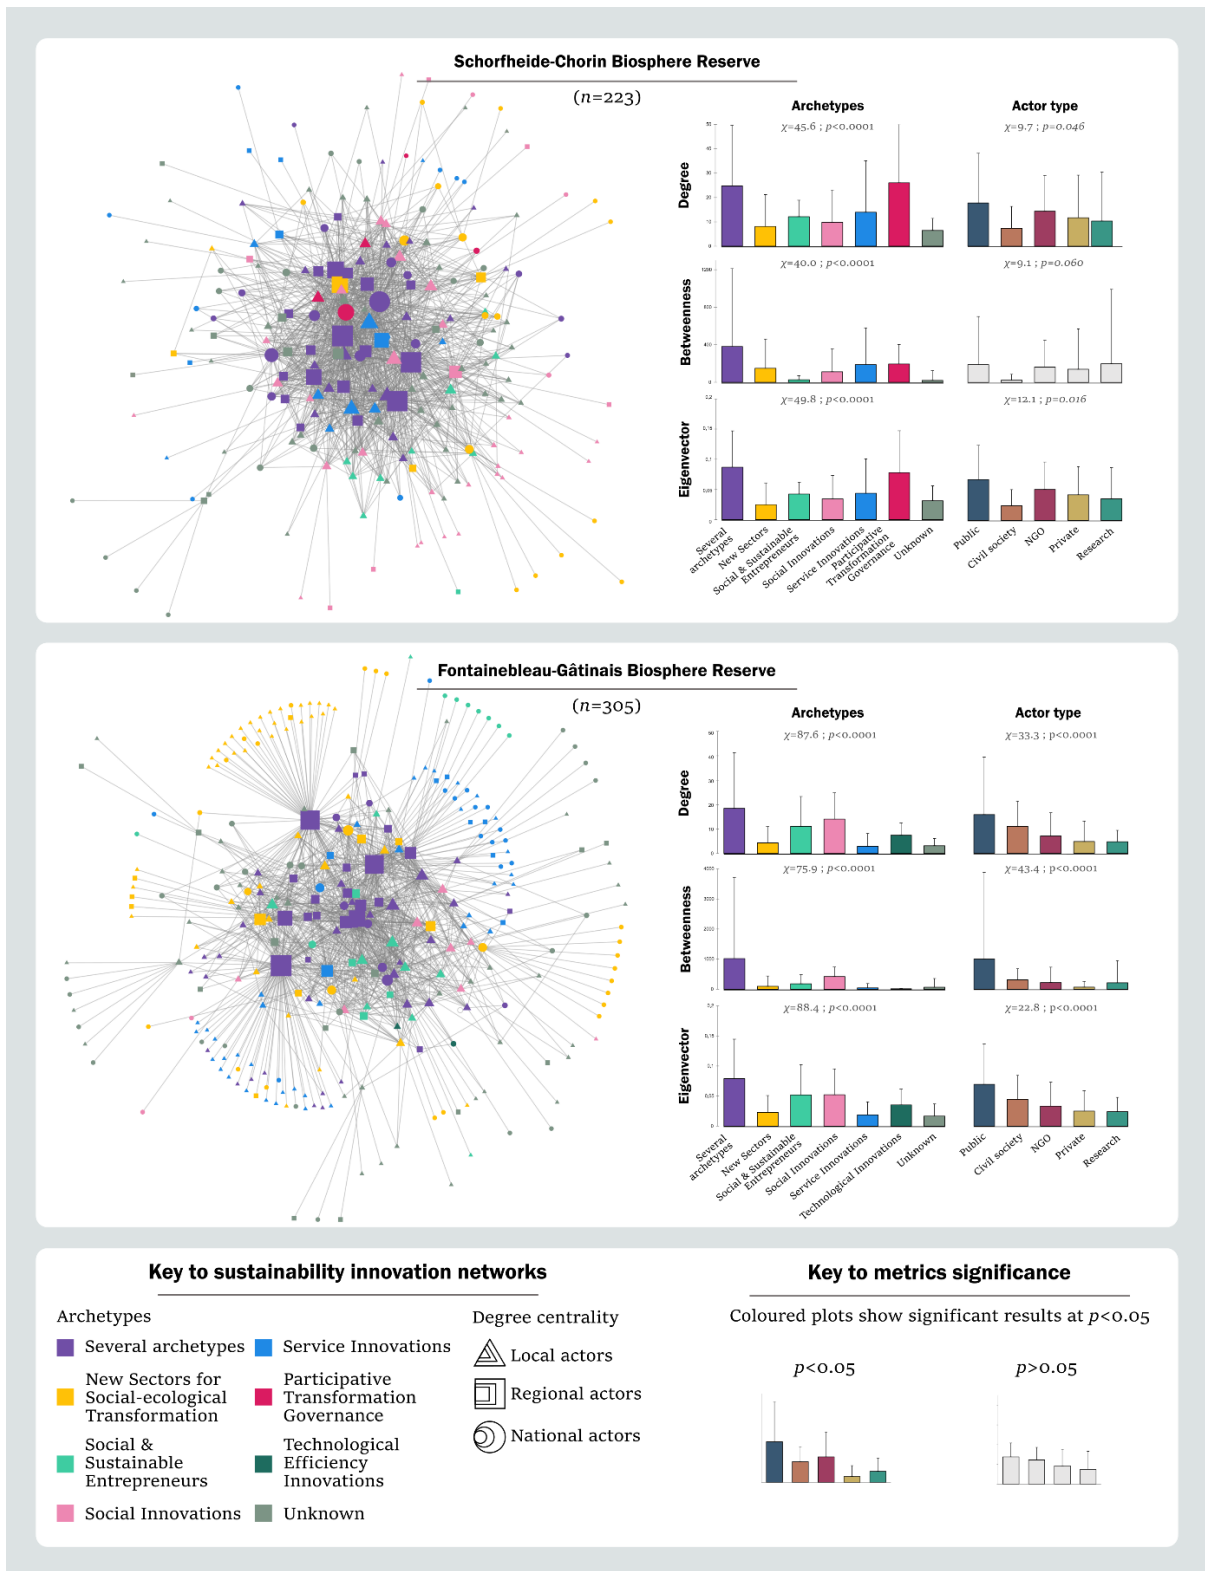 Schorfheide-Chorin Biosphere Reserve
(n=223)
Archetypes
Actor type
χ=45.6 ; p<0.0001
χ=9.7 ; p=0.046
Degree
χ=40.0 ; p<0.0001
χ=9.1 ; p=0.060
Betweenness
χ=49.8 ; p<0.0001
χ=12.1 ; p=0.016
Eigenvector
Several archetypes
New Sectors
Social & Sustainable Entrepreneurs
Social Innovations
Service Innovations
Participative Transformation Governance
Unknown
Public
Civil society
NGO
Private
Research
Fontainebleau-Gâtinais Biosphere Reserve
(n=305)
Archetypes
Actor type
χ=87.6 ; p<0.0001
χ=33.3 ; p<0.0001
Degree
χ=75.9 ; p<0.0001
χ=43.4 ; p<0.0001
Betweenness
χ=88.4 ; p<0.0001
χ=22.8 ; p<0.0001
Eigenvector
Several archetypes
New Sectors
Social & Sustainable Entrepreneurs
Social Innovations
Service Innovations
Technological Innovations
Unknown
Public
Civil society
NGO
Private
Research
Key to sustainability innovation networks
Archetypes
Several archetypes
New Sectors for
Social-ecological
Transformation
Social &
Sustainable
Entrepreneurs
Social Innovations
Service Innovations
Participative
Transformation
Governance
Technological
Efficiency
Innovations
Unknown
Degree centrality
Local actors
Regional actors
National actors
Key to metrics significance
Coloured plots show significant results at p<0.05
p<0.05
p>0.05